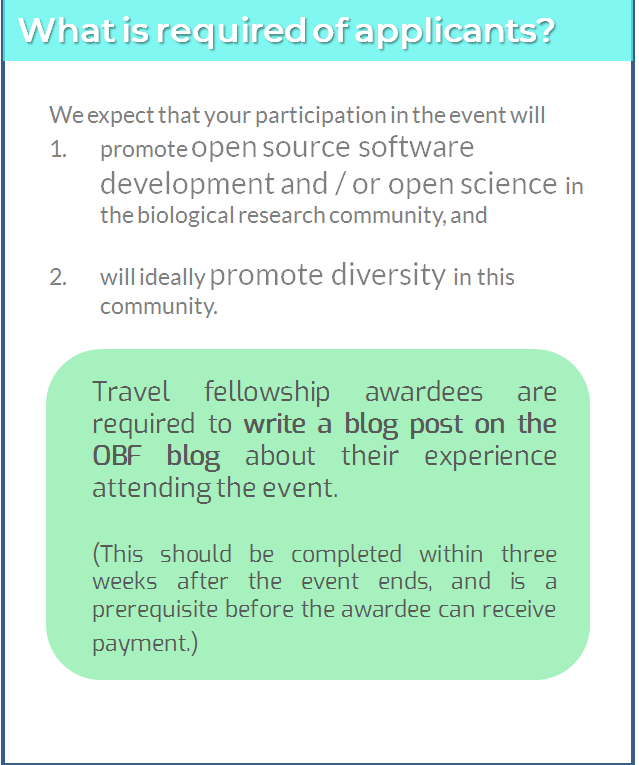 What is required of applicants?
We expect that your participation in the event will
1. promote open source software
development and / or open science in
the biological research community, and
2. will ideally promote diversity in this
community.
Travel fellowship awardees are
required to write a blog post on the
OBF blog about their experience
attending the event.
(This should be completed within three
weeks after the event ends, and is a
prerequisite before the awardee can receive
payment.)